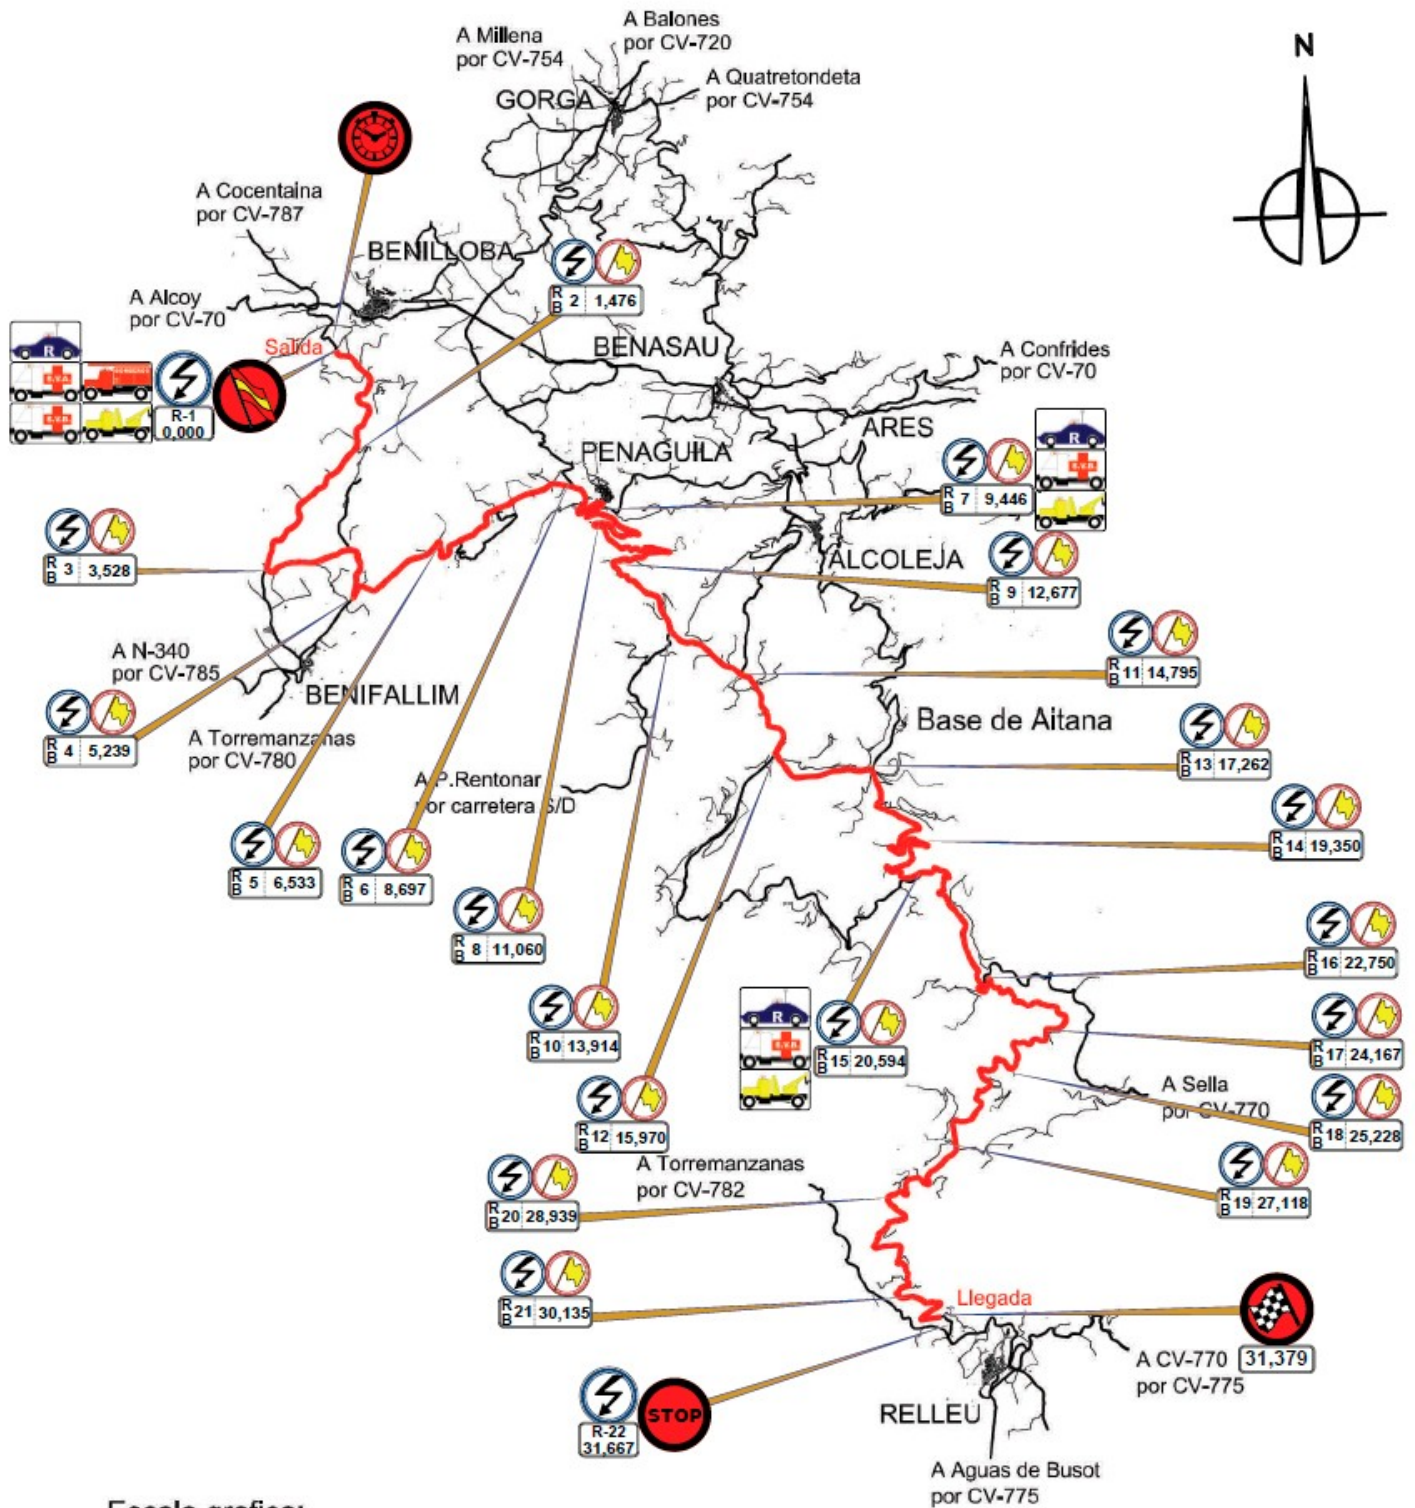 N
A Millena
por CV-754
A Balones
por CV-720
GORGA
A Quatretondeta
por CV-754
A Cocentaina
por CV-787
BENILLOBA
A Alcoy
por CV-70
R B 2 1,476
Salida
BENASAU
A Confrides
por CV-70
R
S.V.A.
S.V.B.
R-1
0,000
ARES
PENAGUILA
R
S.V.B.
R B 7 9,446
R B 3 3,528
ALCOLEJA
R B 9 12,677
A N-340
por CV-785
BENIFALLIM
R B 11 14,795
R B 4 5,239
A Torremanzanas
por CV-780
Base de Aitana
R B 13 17,262
A P.Rentonar
por carretera S/D
R B 14 19,350
R B 5 6,533
R B 6 8,697
R B 8 11,060
R B 16 22,750
R B 10 13,914
R
S.V.B.
R B 15 20,594
R B 17 24,167
A Sella
por CV-770
R B 12 15,970
R B 18 25,228
A Torremanzanas
por CV-782
R B 19 27,118
R B 20 28,939
R B 21 30,135
Llegada
31,379
A CV-770
por CV-775
STOP
R-22
31,667
RELLEU
A Aguas de Busot
por CV-775
Escala grafica: